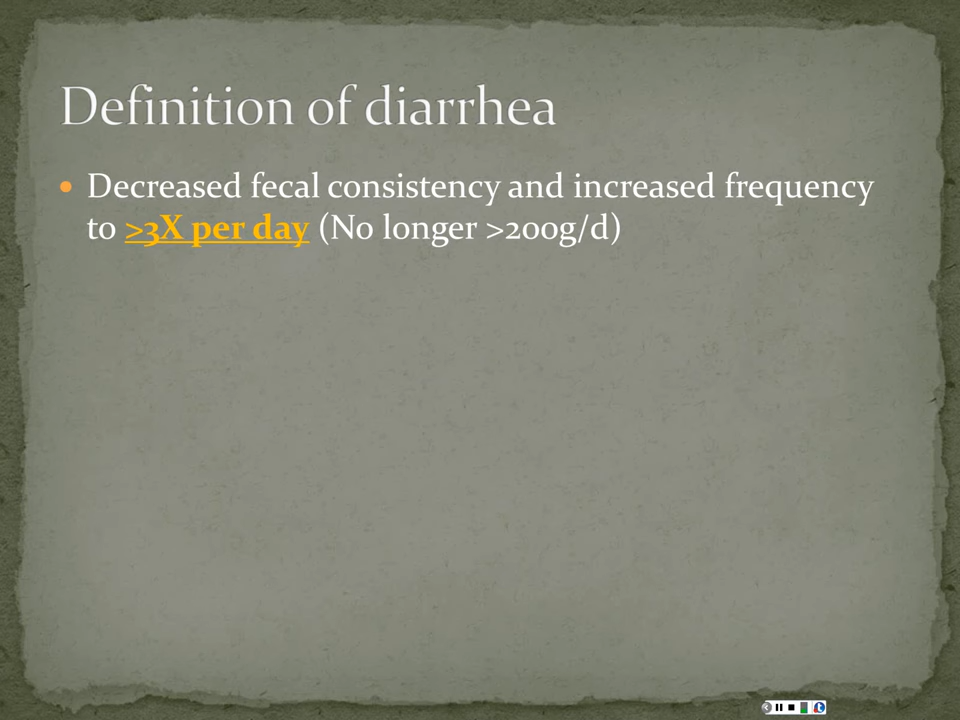 Definition of diarrhea
Decreased fecal consistency and increased frequency
to >3X per day (No longer >200g/d)